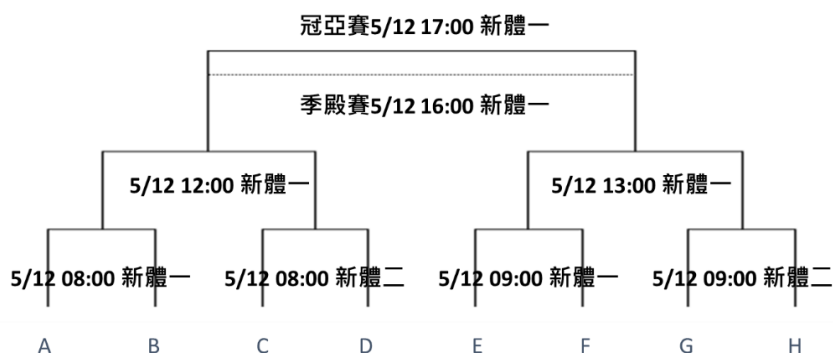 冠亞賽5/12 17:00 新體一
季殿賽5/12 16:00 新體一
5/12 12:00 新體一
5/12 13:00 新體一
5/12 08:00 新體一
5/12 08:00 新體二
5/12 09:00 新體一
5/12 09:00 新體二
A B C D E F G H